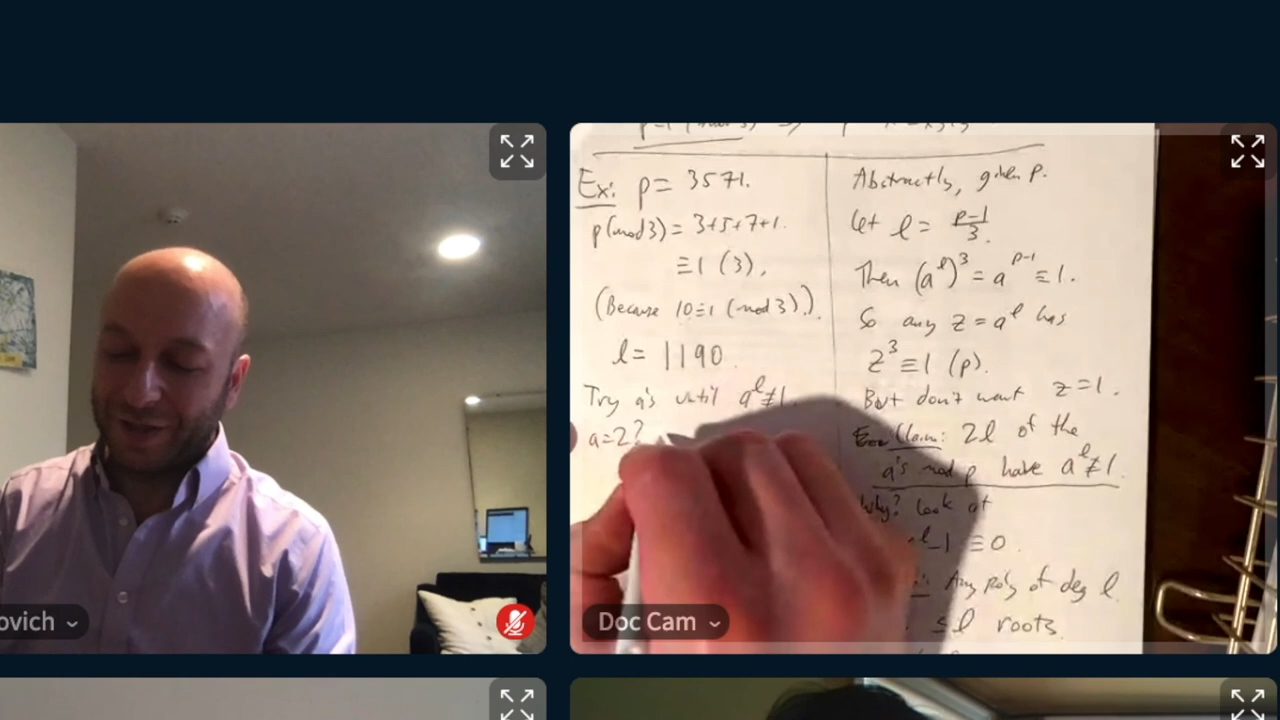 Ex: p = 3571.
p(mod 3) = 3+5+7+1.
≡1 (3).
(Because 10≡1 (mod 3).)
l = 1190
Try a's until a^l≢1.
a=2?
Abstractly, given p.
Let l = (p-1)/3.
Then (a^l)^3 = a^(p-1) ≡ 1.
So any z = a^l has
z^3 ≡ 1 (p).
But don't want z=1.
Claim: 2l of the
a's mod p have a^l≢1.
Why? Look at
-1 ≡ 0.
Any poly of deg l
≤ l roots.
ovich
Doc Cam